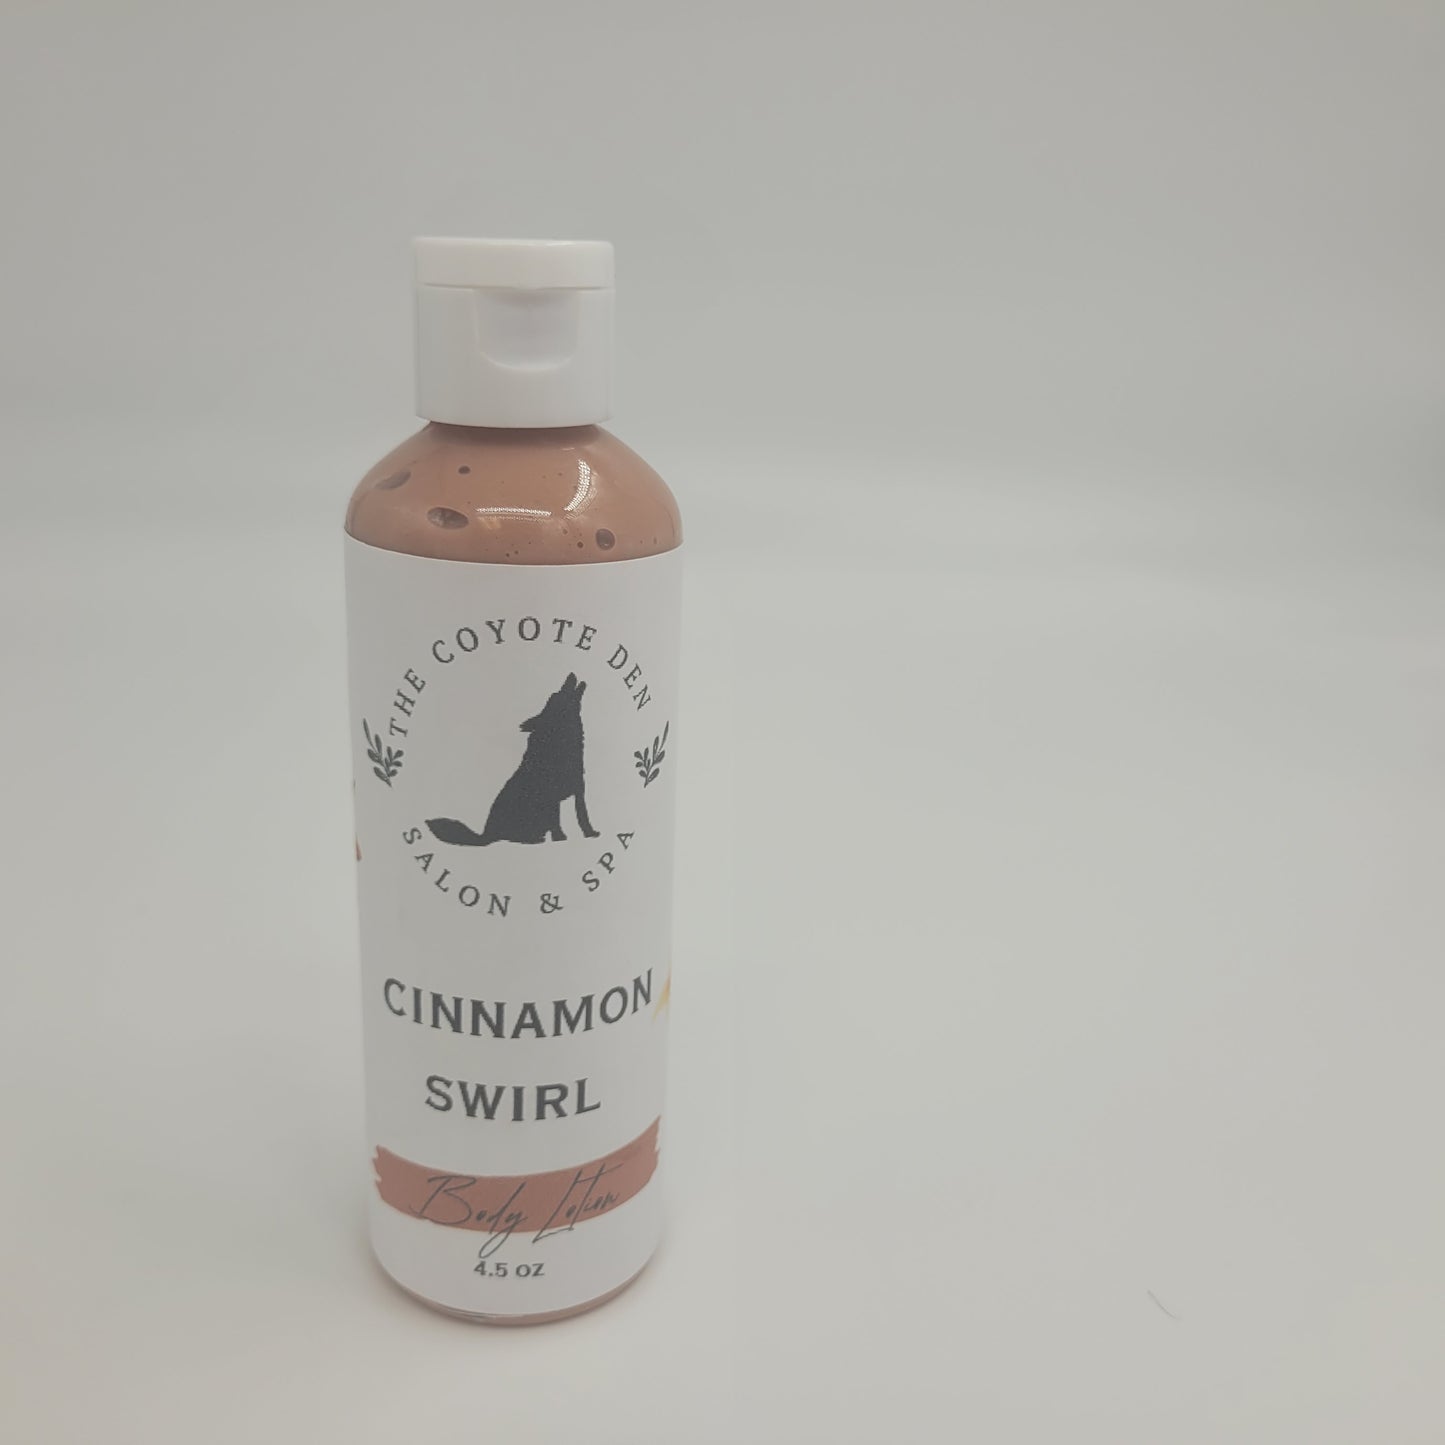 THE COYOTE DEN
SALON & SPA
CINNAMON
SWIRL
Body Lotion
4.5 OZ